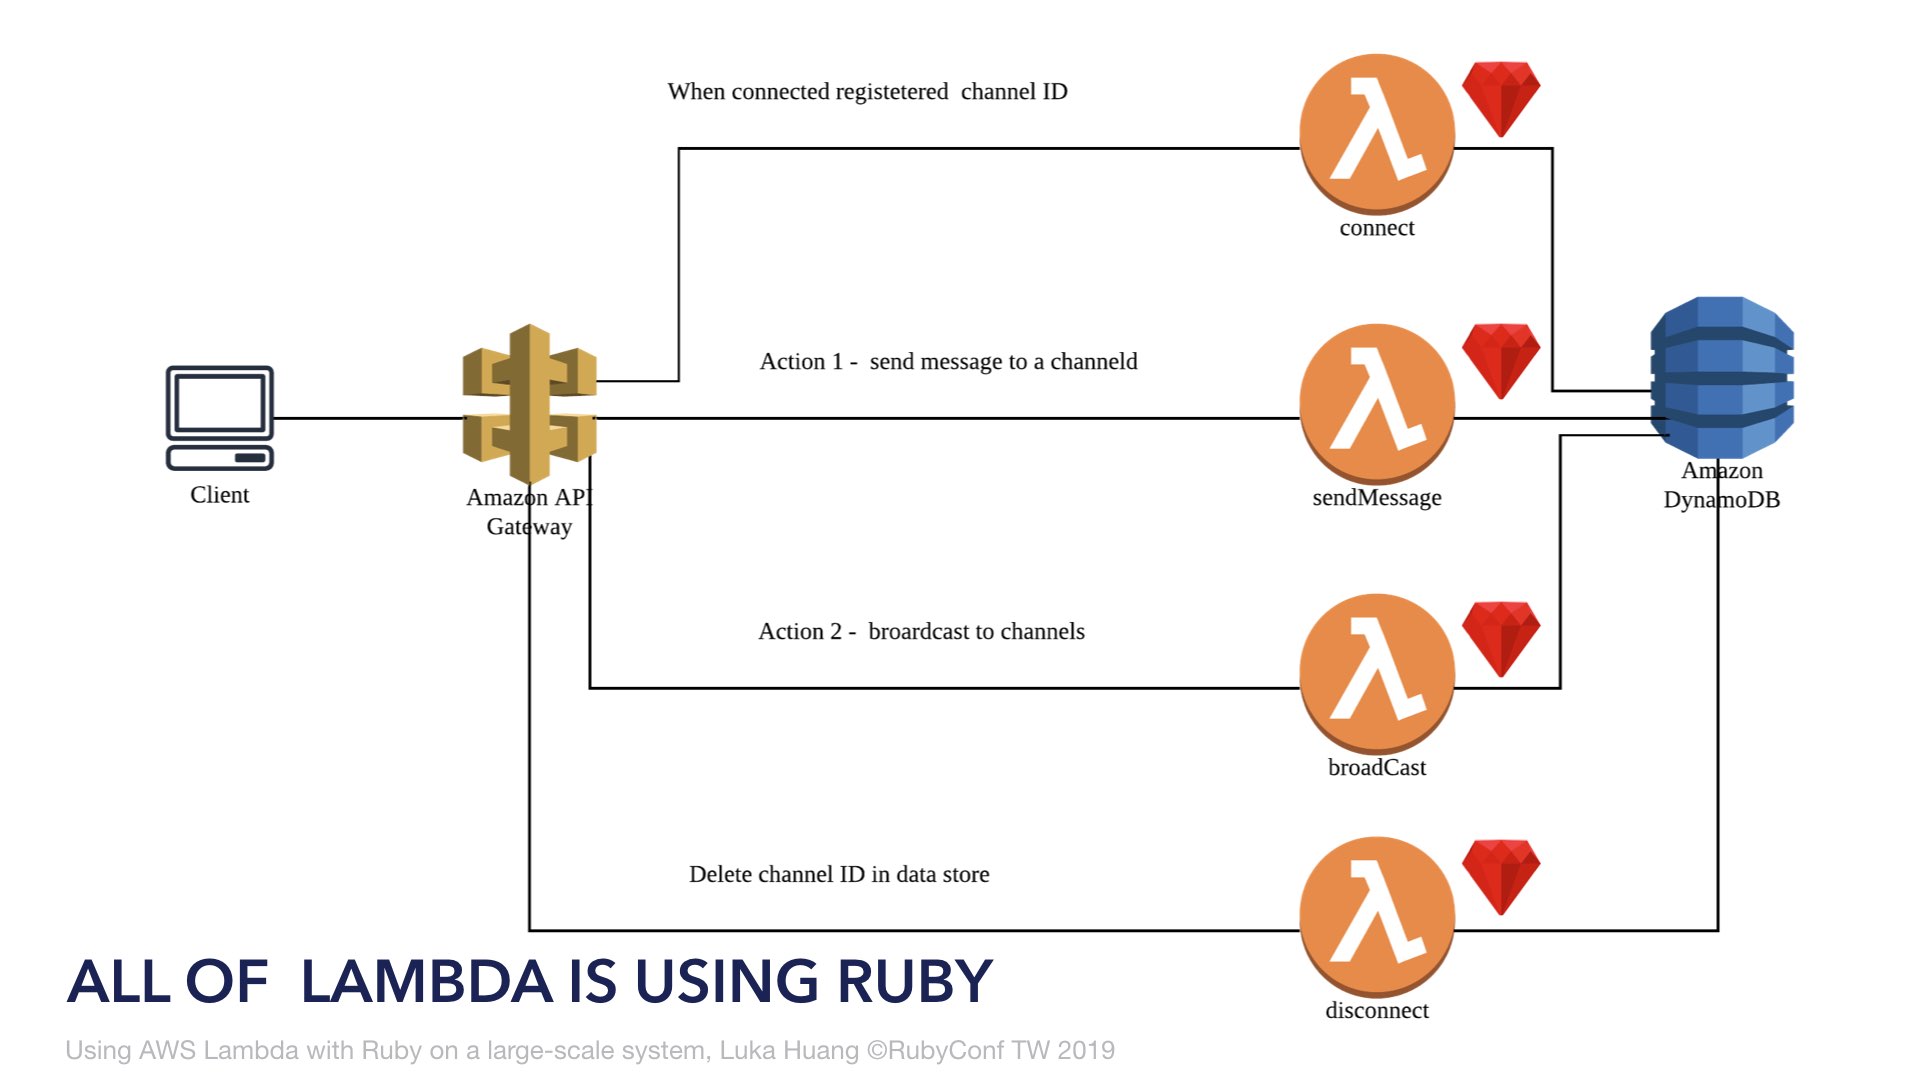 When connected registetered  channel ID
connect
Action 1 -  send message to a channeld
Client
Amazon API
Gateway
sendMessage
Amazon
DynamoDB
Action 2 -  broardcast to channels
broadCast
Delete channel ID in data store
disconnect
ALL OF  LAMBDA IS USING RUBY
Using AWS Lambda with Ruby on a large-scale system, Luka Huang ©RubyConf TW 2019